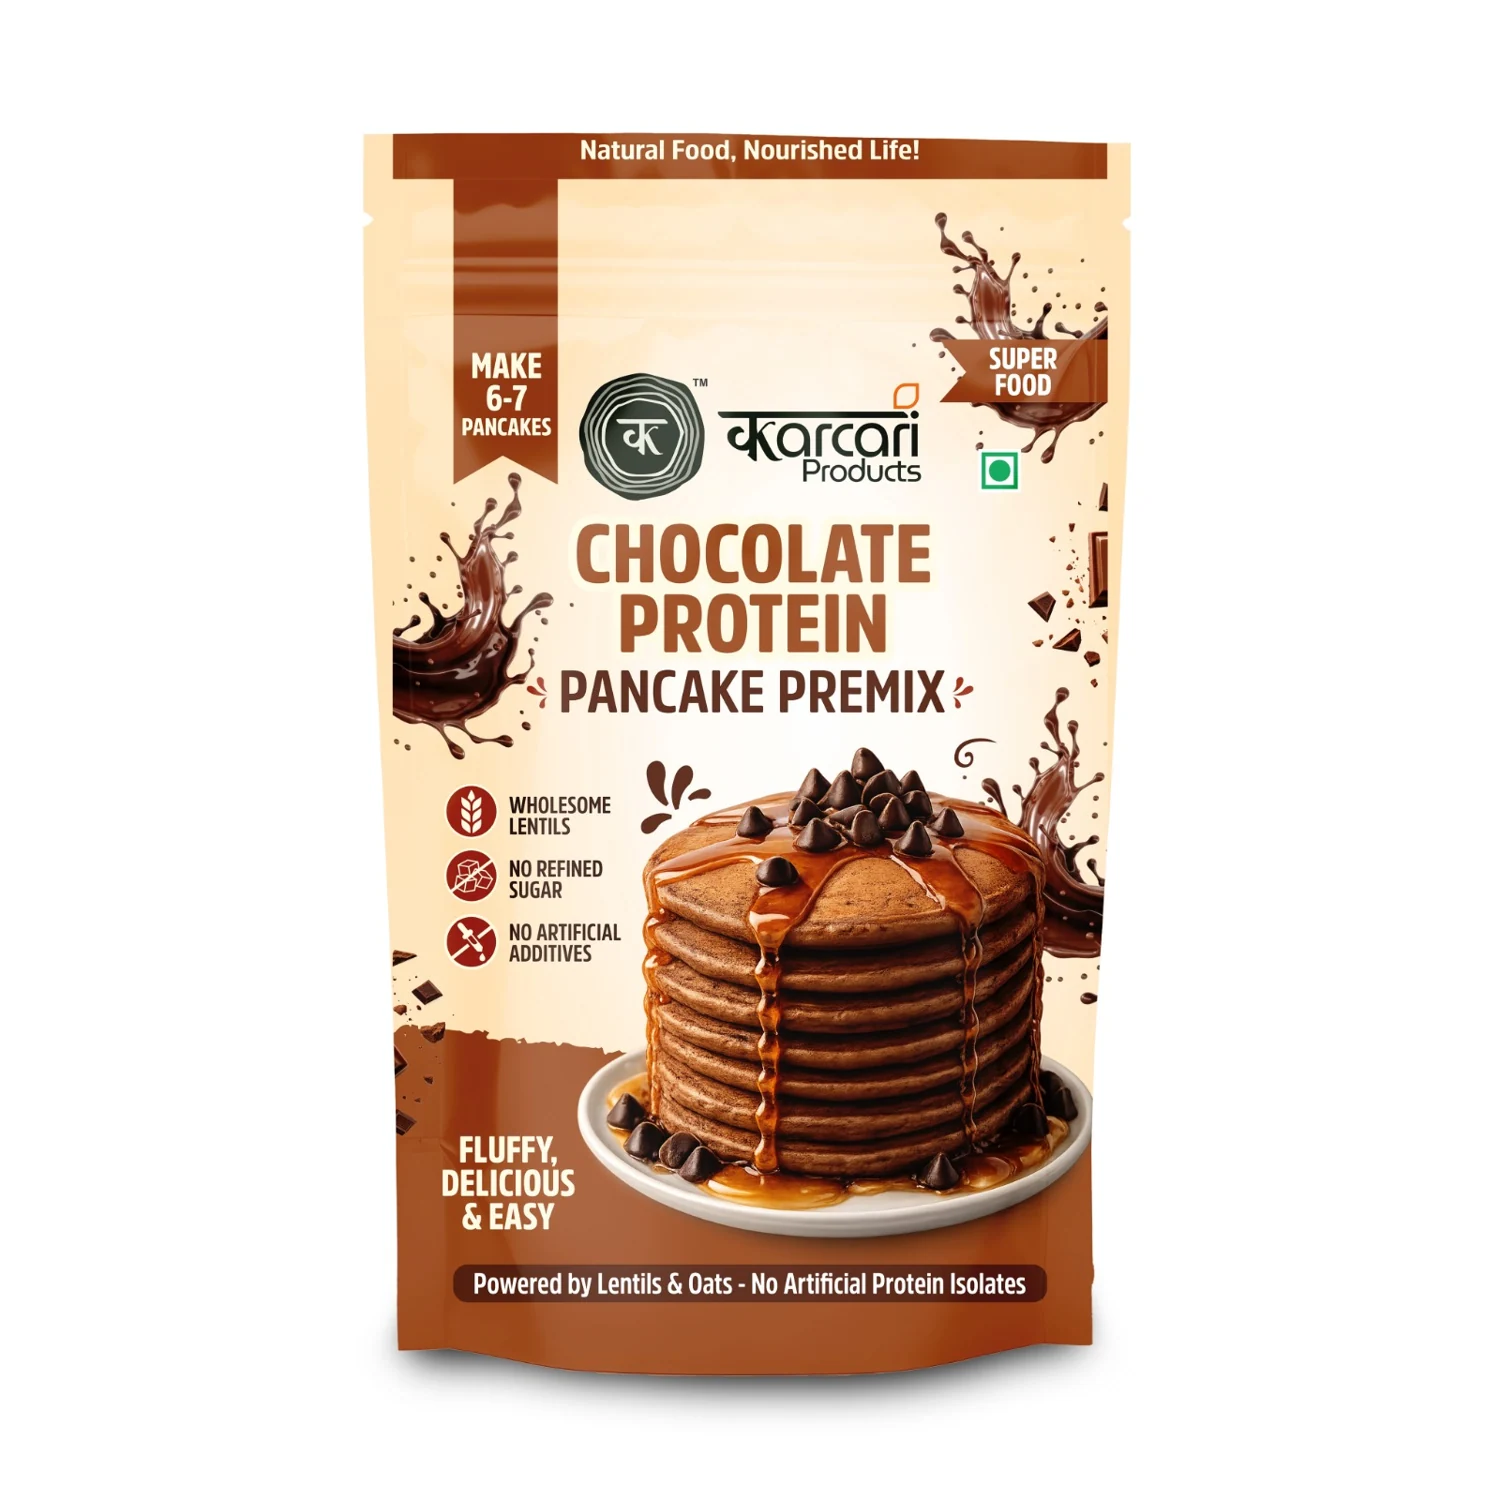 Natural Food, Nourished Life!
MAKE
6-7
PANCAKES
SUPER
FOOD
क
TM
कarcari
Products
CHOCOLATE
PROTEIN
PANCAKE PREMIX
WHOLESOME
LENTILS
NO REFINED
SUGAR
NO ARTIFICIAL
ADDITIVES
FLUFFY,
DELICIOUS
& EASY
Powered by Lentils & Oats - No Artificial Protein Isolates